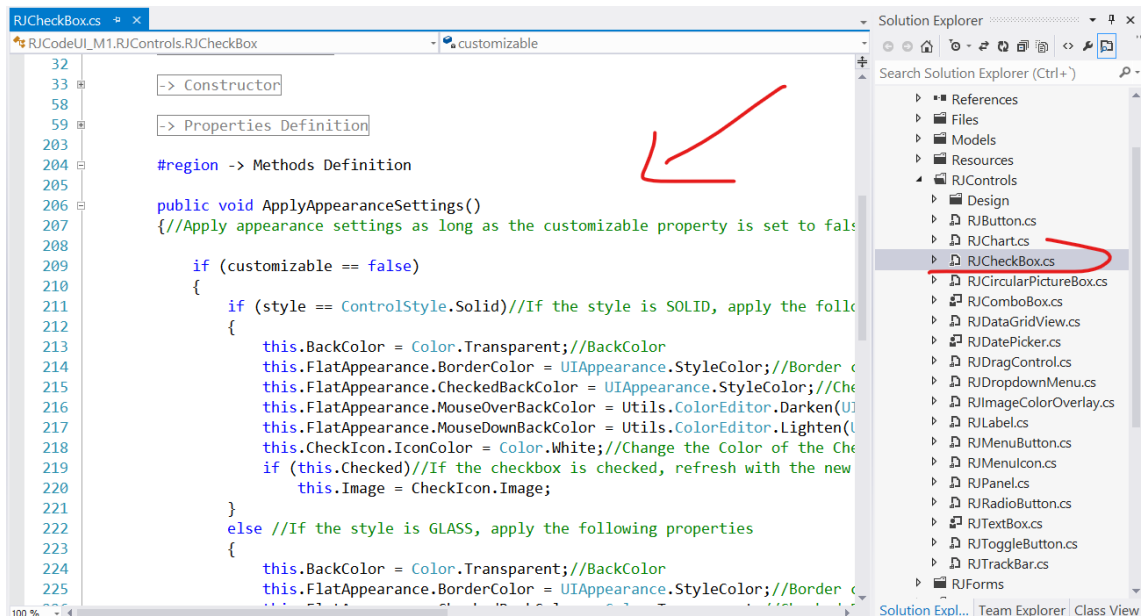 RJCheckBox.cs
RJCodeUI_M1.RJControls.RJCheckBox
customizable
32
33 -> Constructor
58
59 -> Properties Definition
203
204 #region -> Methods Definition
205
206 public void ApplyAppearanceSettings()
207 {//Apply appearance settings as long as the customizable property is set to fals
208
209 if (customizable == false)
210 {
211 if (style == ControlStyle.Solid)//If the style is SOLID, apply the follo
212 {
213 this.BackColor = Color.Transparent;//BackColor
214 this.FlatAppearance.BorderColor = UIAppearance.StyleColor;//Border c
215 this.FlatAppearance.CheckedBackColor = UIAppearance.StyleColor;//Che
216 this.FlatAppearance.MouseOverBackColor = Utils.ColorEditor.Darken(UI
217 this.FlatAppearance.MouseDownBackColor = Utils.ColorEditor.Lighten(U
218 this.CheckIcon.IconColor = Color.White;//Change the Color of the Che
219 if (this.Checked)//If the checkbox is checked, refresh with the new
220 this.Image = CheckIcon.Image;
221 }
222 else //If the style is GLASS, apply the following properties
223 {
224 this.BackColor = Color.Transparent;//BackColor
225 this.FlatAppearance.BorderColor = UIAppearance.StyleColor;//Border c
100 %
Solution Explorer
Search Solution Explorer (Ctrl+`)
References
Files
Models
Resources
RJControls
Design
RJButton.cs
RJChart.cs
RJCheckBox.cs
RJCircularPictureBox.cs
RJComboBox.cs
RJDataGridView.cs
RJDatePicker.cs
RJDragControl.cs
RJDropdownMenu.cs
RJImageColorOverlay.cs
RJLabel.cs
RJMenuButton.cs
RJMenuIcon.cs
RJPanel.cs
RJRadioButton.cs
RJTextBox.cs
RJToggleButton.cs
RJTrackBar.cs
RJForms
Solution Expl... Team Explorer Class View